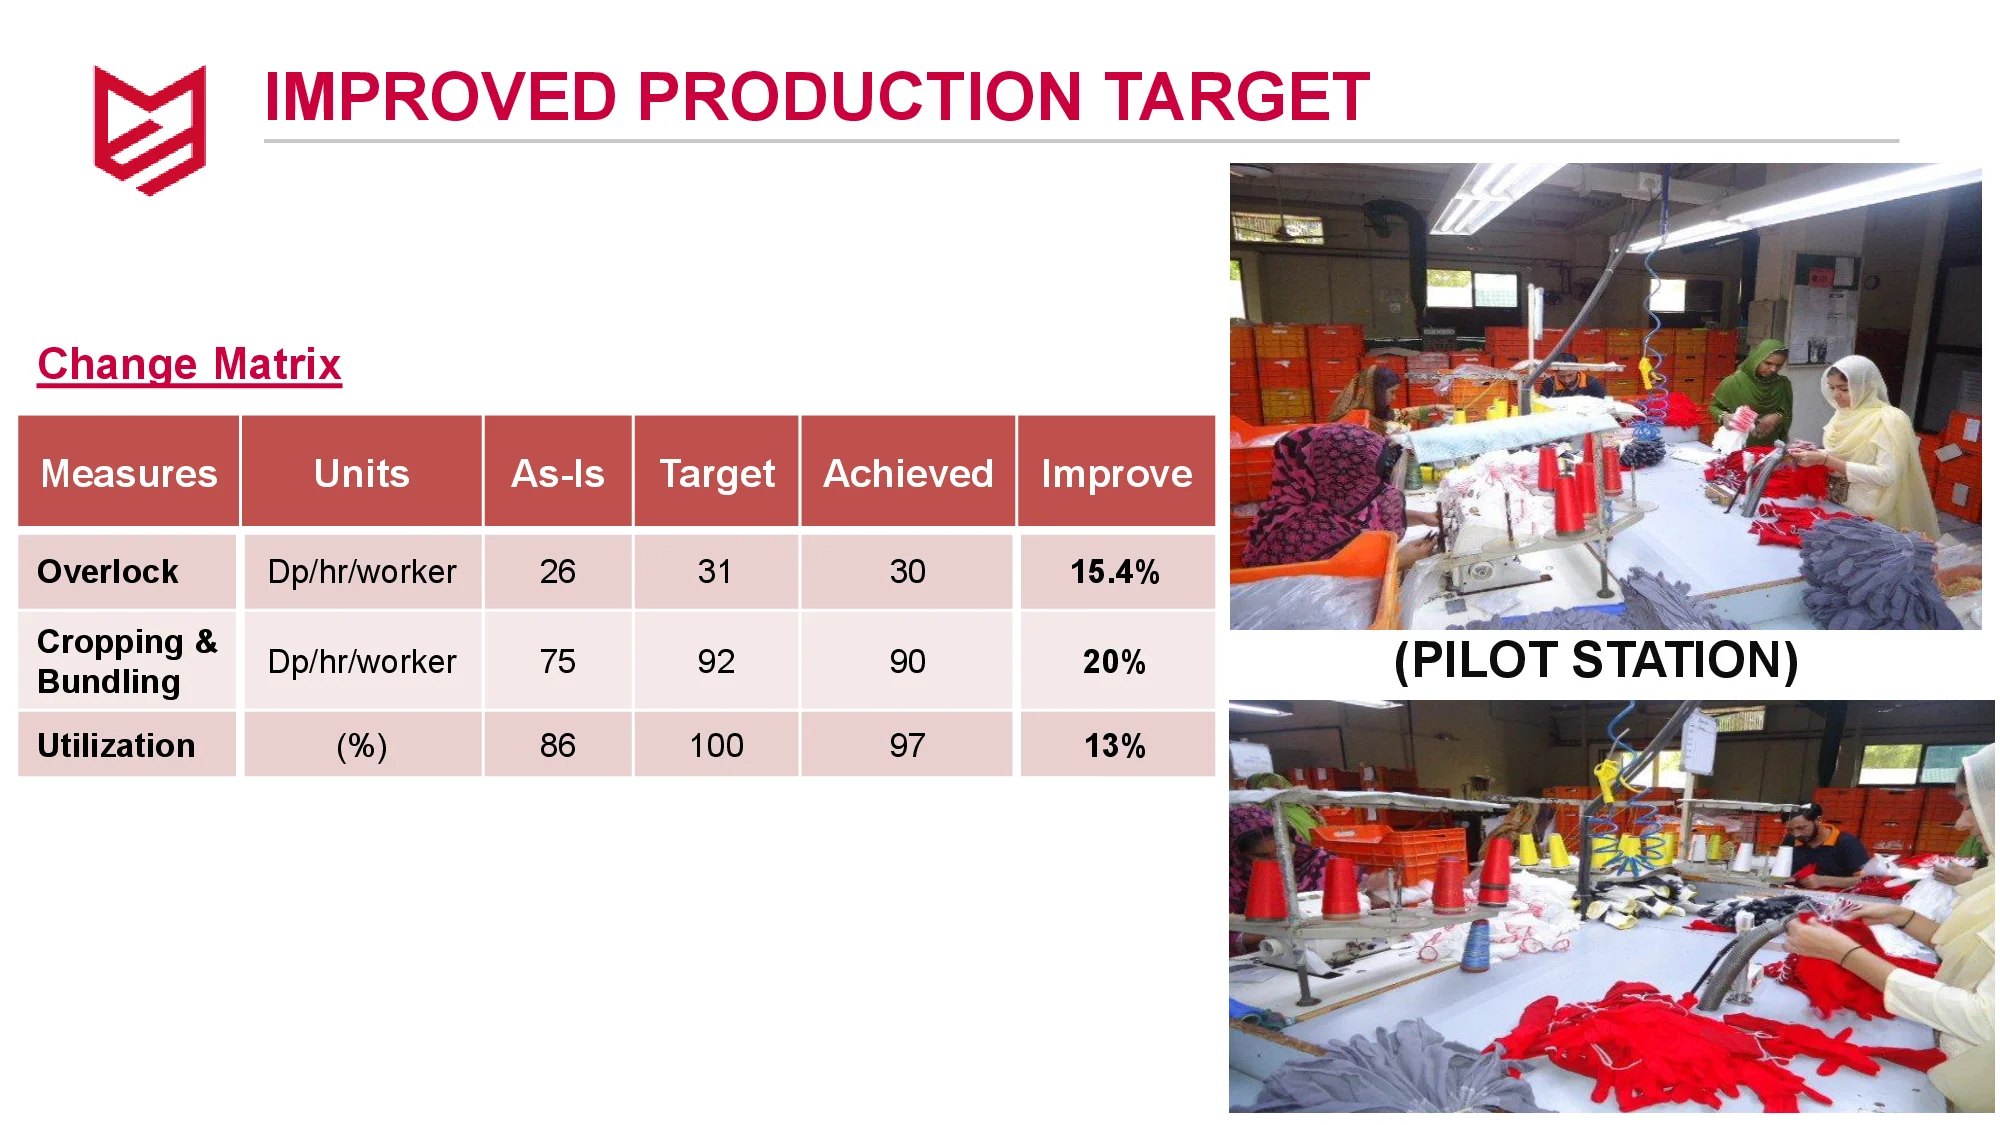 IMPROVED PRODUCTION TARGET
Change Matrix
Measures Units As-Is Target Achieved Improve
Overlock Dp/hr/worker 26 31 30 15.4%
Cropping &
Bundling Dp/hr/worker 75 92 90 20%
Utilization (%) 86 100 97 13%
(PILOT STATION)